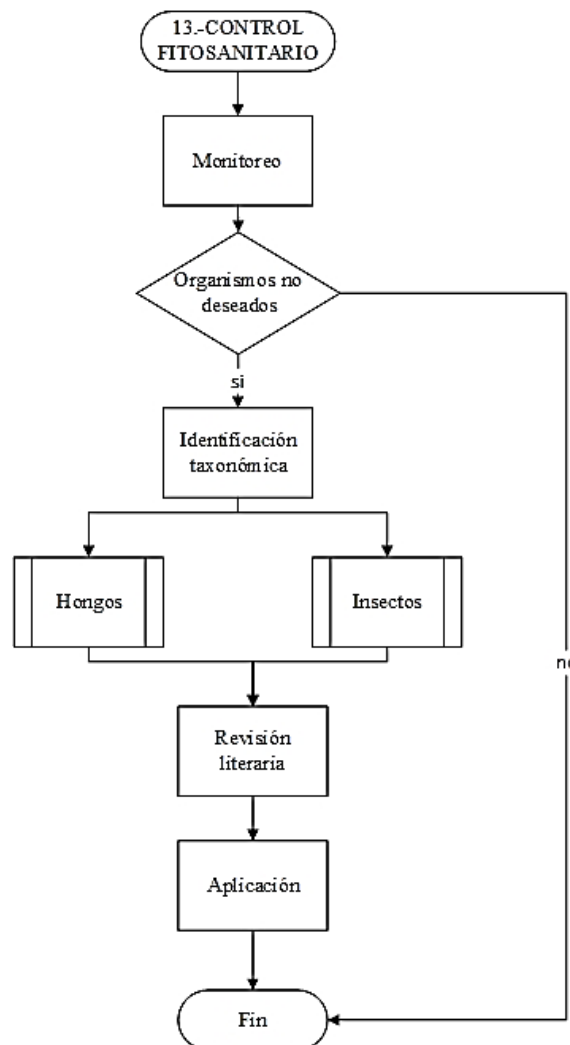 13.-CONTROL
FITOSANITARIO
Monitoreo
Organismos no
deseados
si
Identificación
taxonómica
Hongos
Insectos
no
Revisión
literaria
Aplicación
Fin